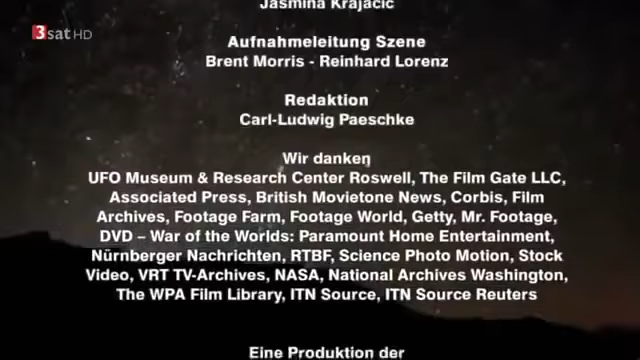 Jasmina Krajacic
3sat HD
Aufnahmeleitung Szene
Brent Morris - Reinhard Lorenz
Redaktion
Carl-Ludwig Paeschke
Wir danken
UFO Museum & Research Center Roswell, The Film Gate LLC,
Associated Press, British Movietone News, Corbis, Film
Archives, Footage Farm, Footage World, Getty, Mr. Footage,
DVD – War of the Worlds: Paramount Home Entertainment,
Nürnberger Nachrichten, RTBF, Science Photo Motion, Stock
Video, VRT TV-Archives, NASA, National Archives Washington,
The WPA Film Library, ITN Source, ITN Source Reuters
Eine Produktion der